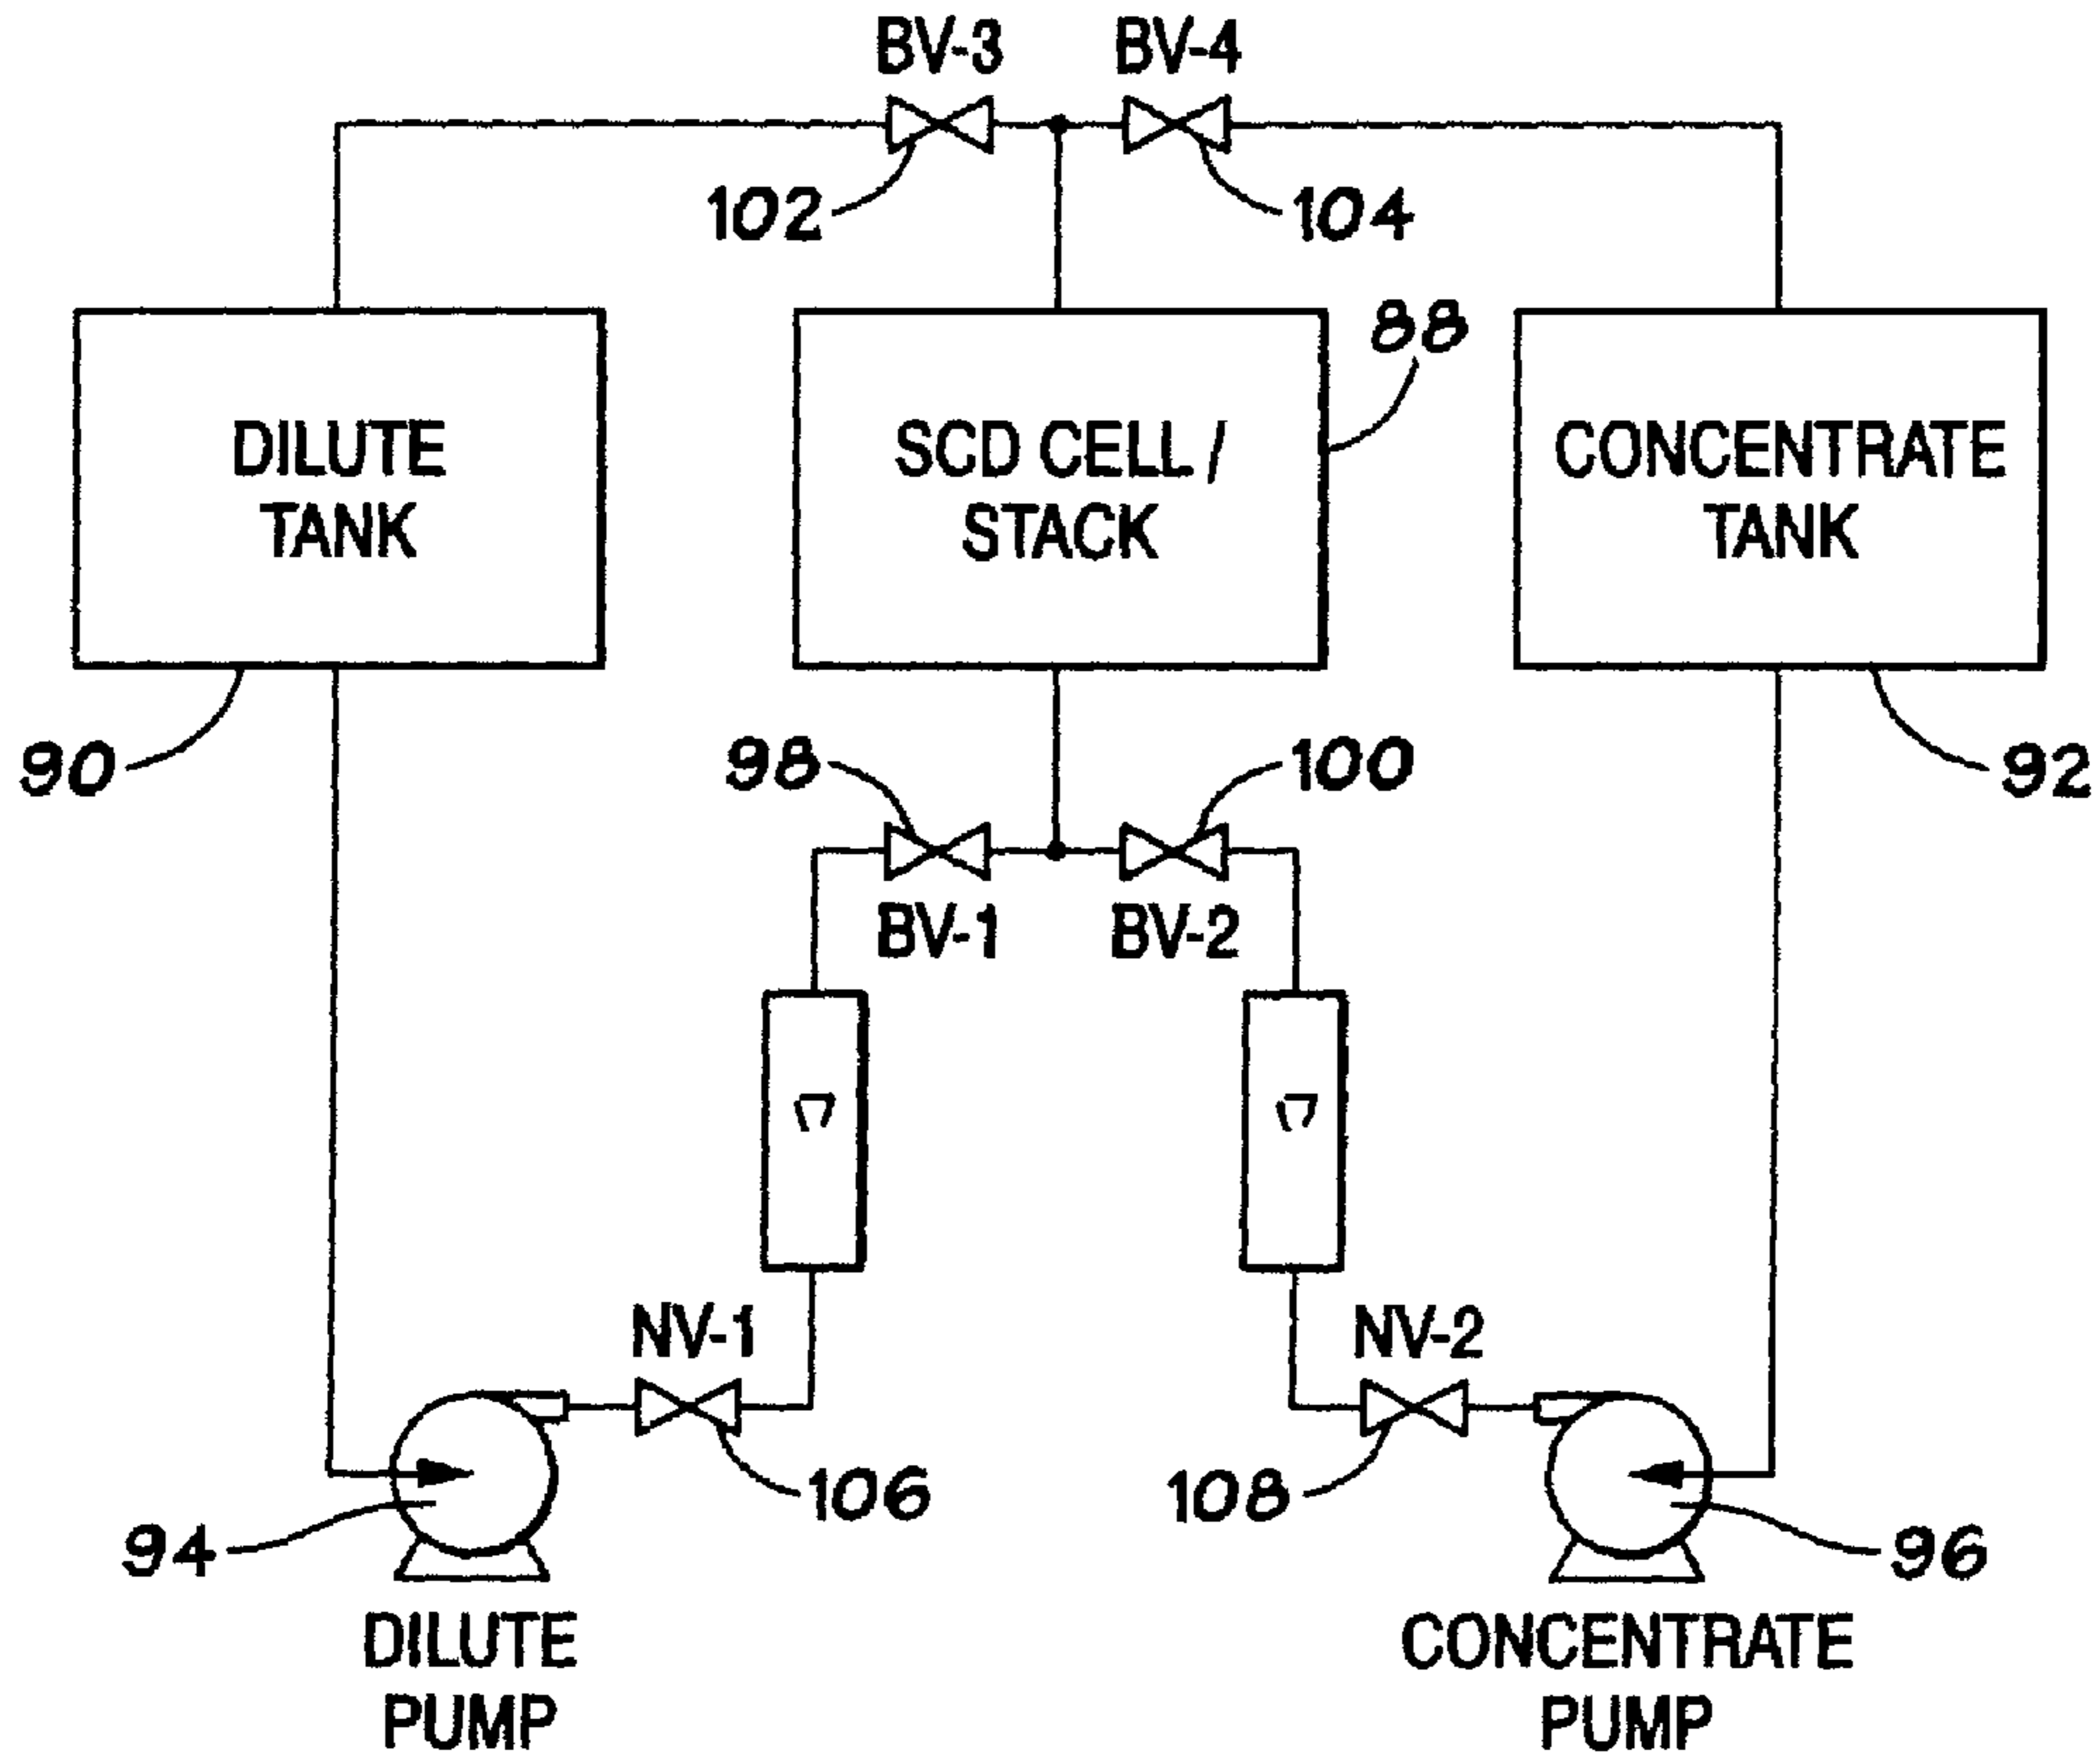 BV-3 BV-4
102 104
88
DILUTE
TANK
SCD CELL /
STACK
CONCENTRATE
TANK
90 98 100 92
BV-1 BV-2
NV-1 NV-2
106 108
94 96
DILUTE
PUMP
CONCENTRATE
PUMP